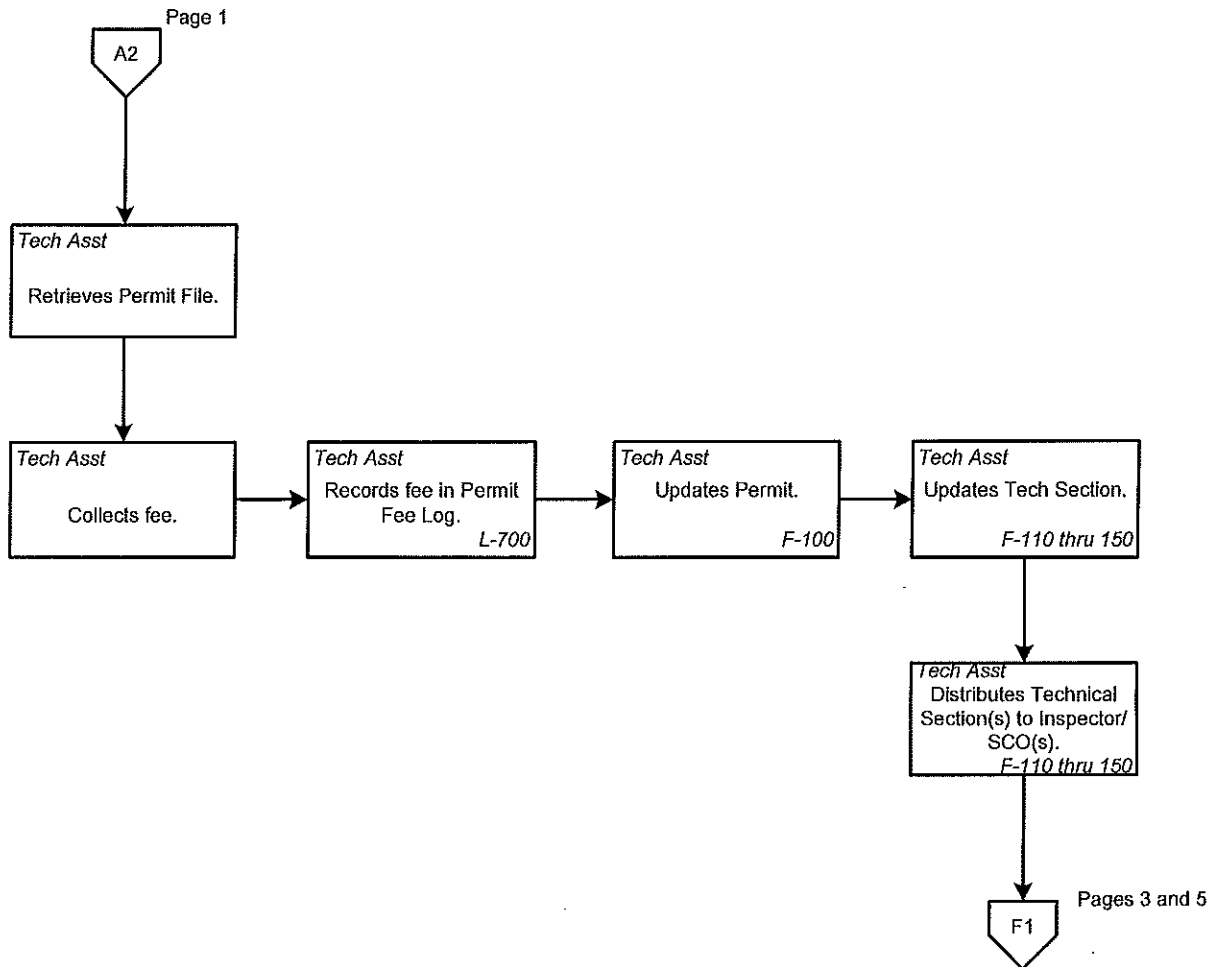 Page 1
A2
Tech Asst
Retrieves Permit File.
Tech Asst
Collects fee.
Tech Asst
Records fee in Permit
Fee Log.
L-700
Tech Asst
Updates Permit.
F-100
Tech Asst
Updates Tech Section.
F-110 thru 150
Tech Asst
Distributes Technical
Section(s) to Inspector/
SCO(s).
F-110 thru 150
Pages 3 and 5
F1